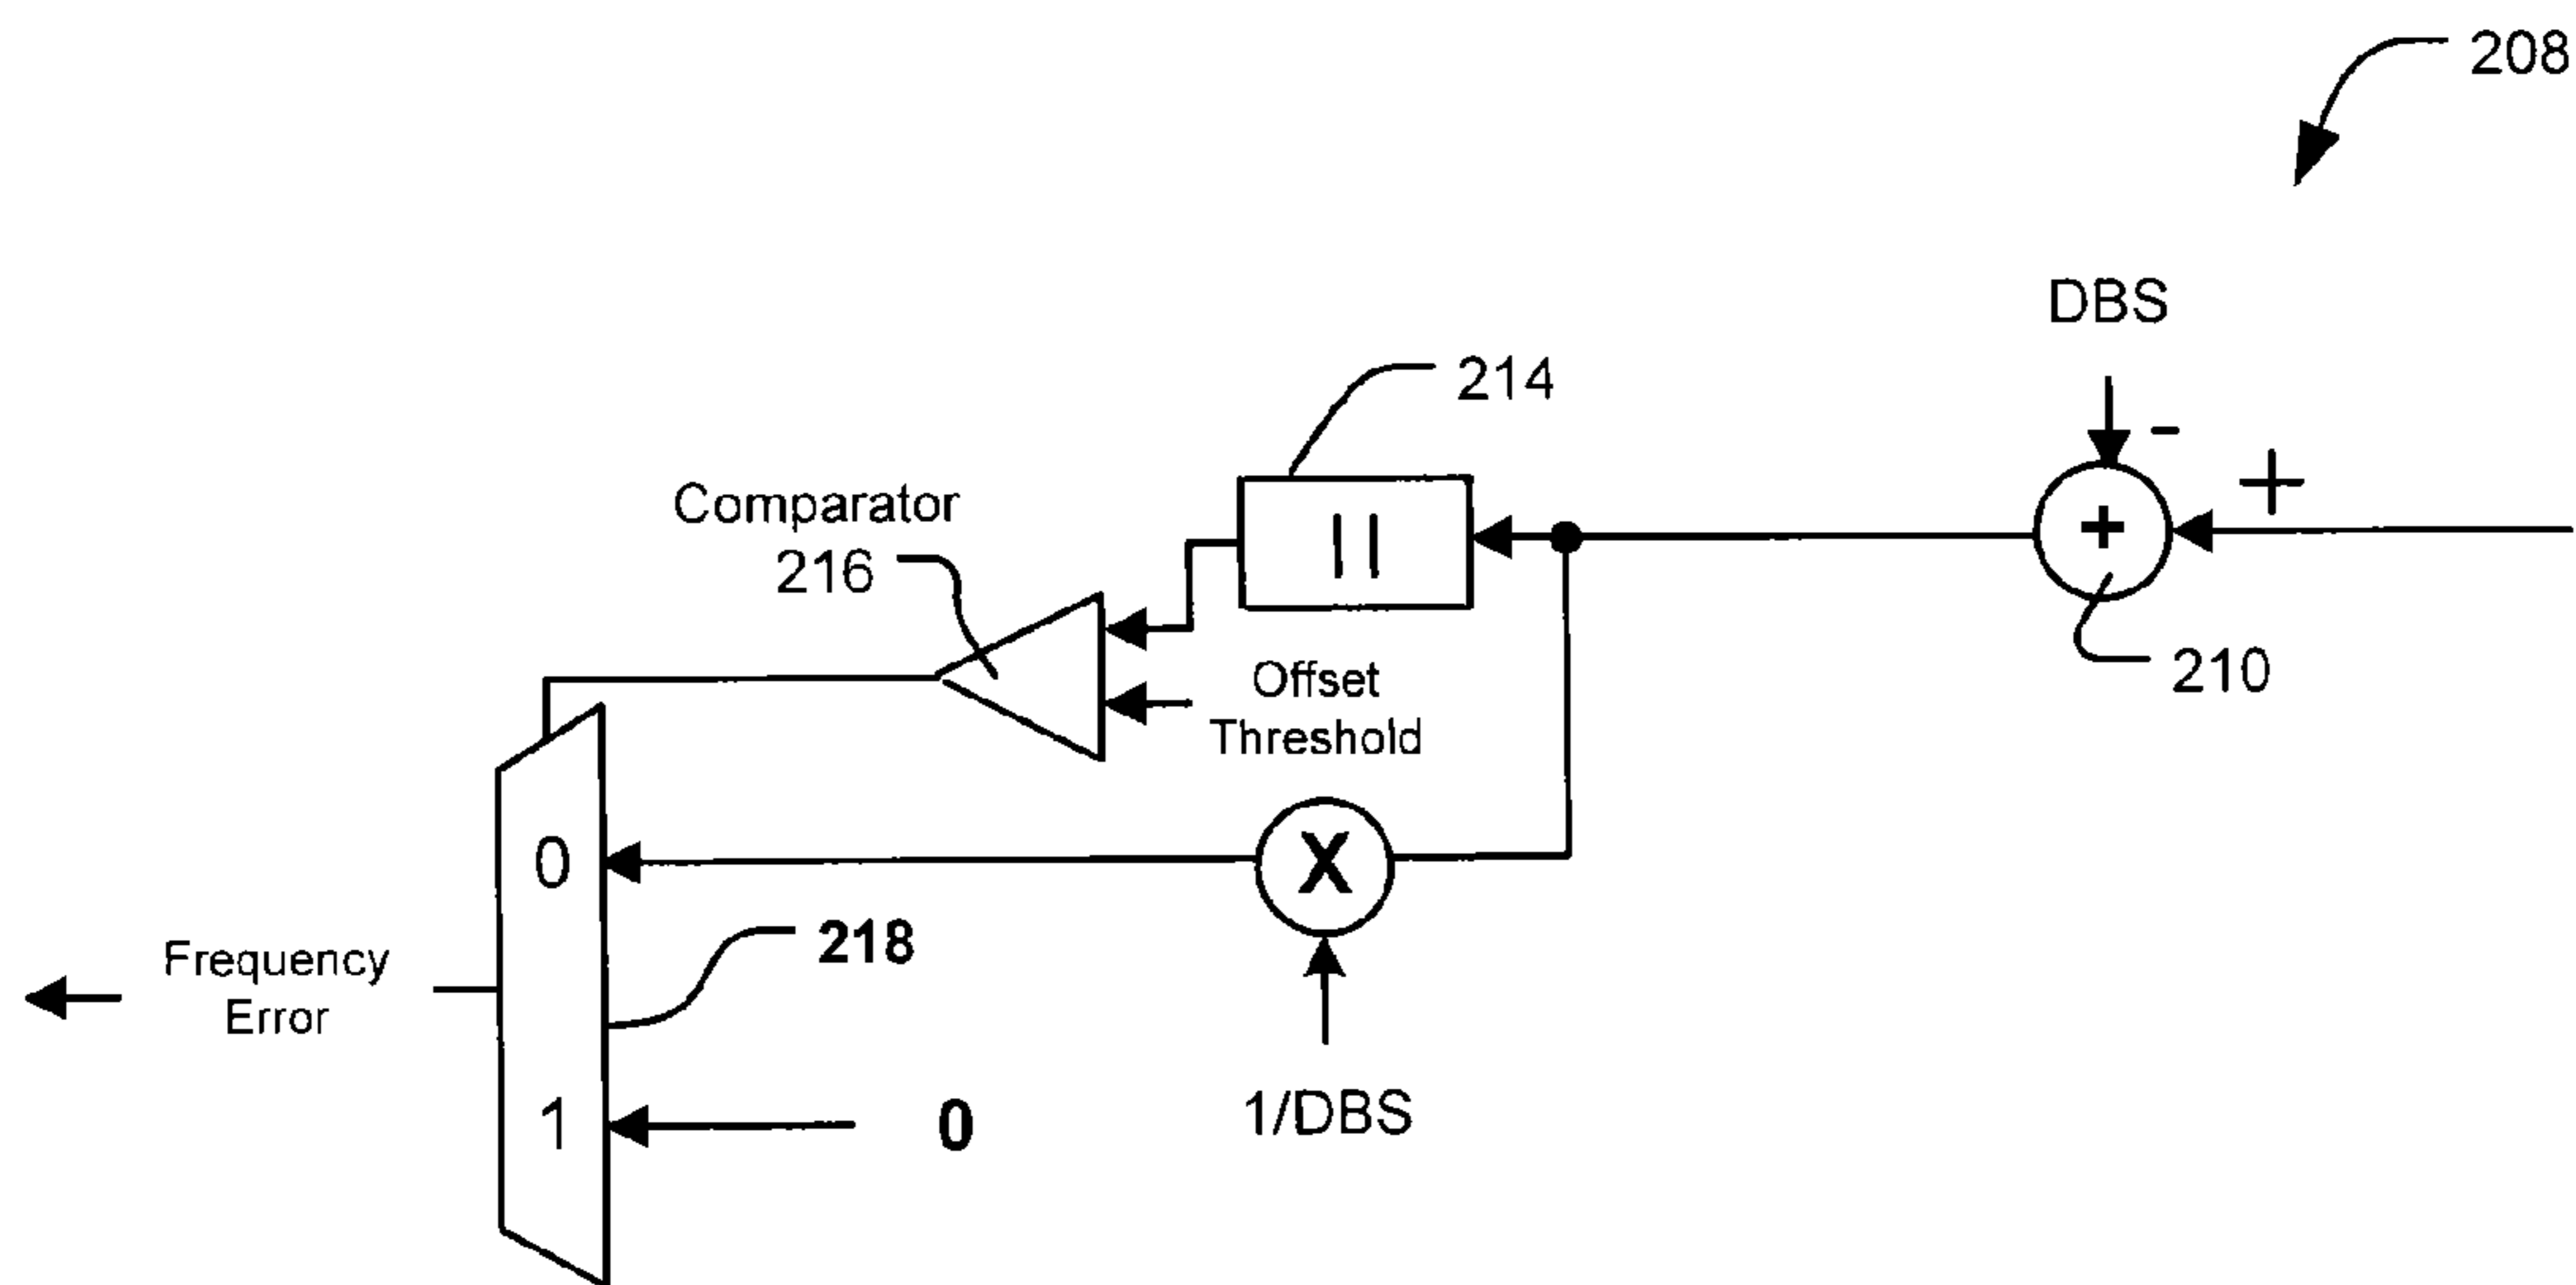 208
DBS
-
+
+
210
214
||
Comparator
216
Offset
Threshold
X
1/DBS
0
218
1
0
Frequency
Error